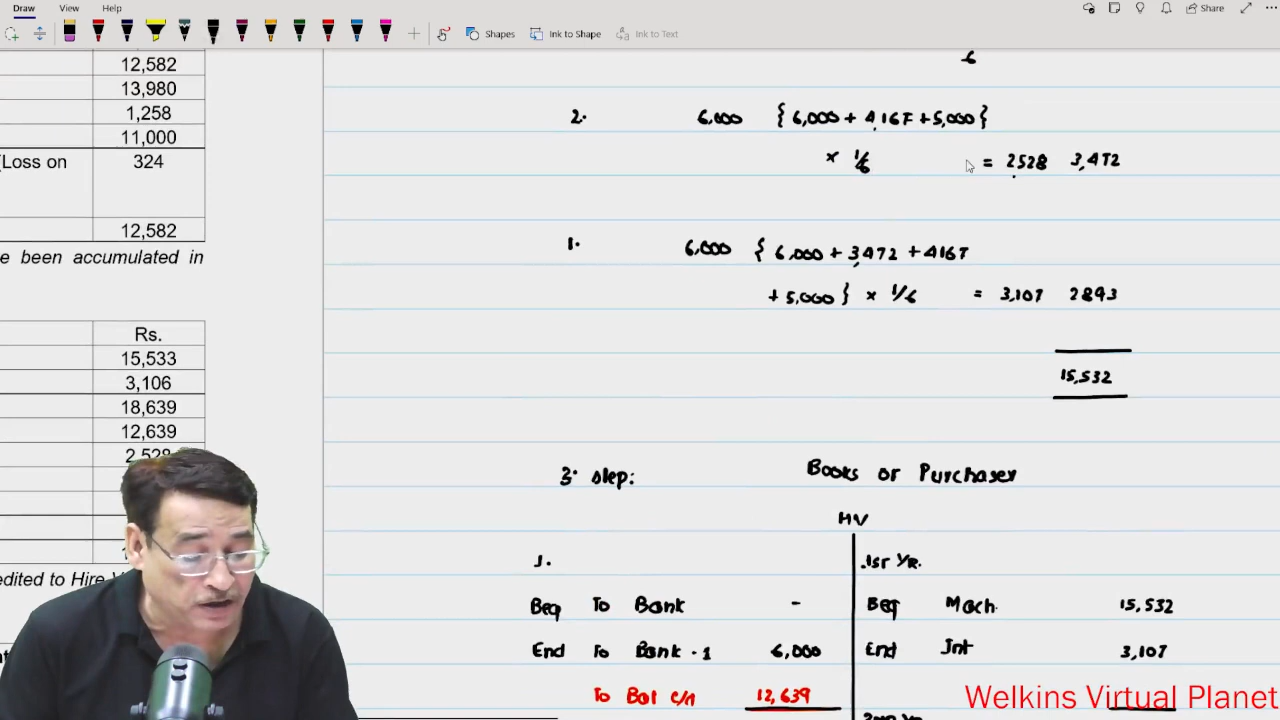 Draw View Help Share
Shapes Ink to Shape Ink to Text
12,582
13,980
1,258
11,000
(Loss on 324
12,582
e been accumulated in
Rs.
15,533
3,106
18,639
12,639
2,528
edited to Hire
6
2. 6,000 {6,000 + 4,167 + 5,000}
× 1/6 = 2528 3,472
1. 6,000 { 6,000 + 3,472 + 4167
+ 5,000 } × 1/6 = 3,107 2893
15,532
3. step: Books or Purchaser
HV
1. 1st YR.
Beg To Bank - Beg Mach. 15,532
End To Bank - 1 6,000 End Int 3,107
To Bal c/d 12,639
Welkins Virtual Planet